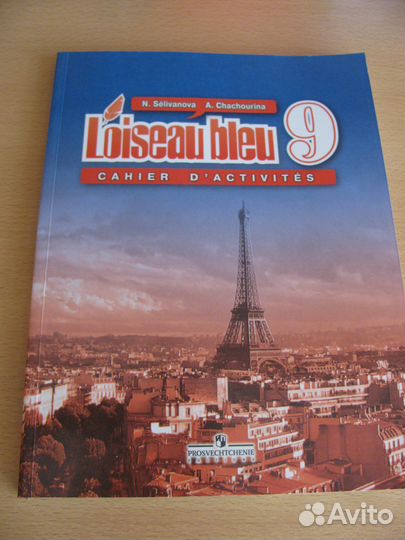 N. Sélivanova A. Chachourina
L'oiseau bleu 9
CAHIER D'ACTIVITÉS
PROSVECHTCHENIE
Avito